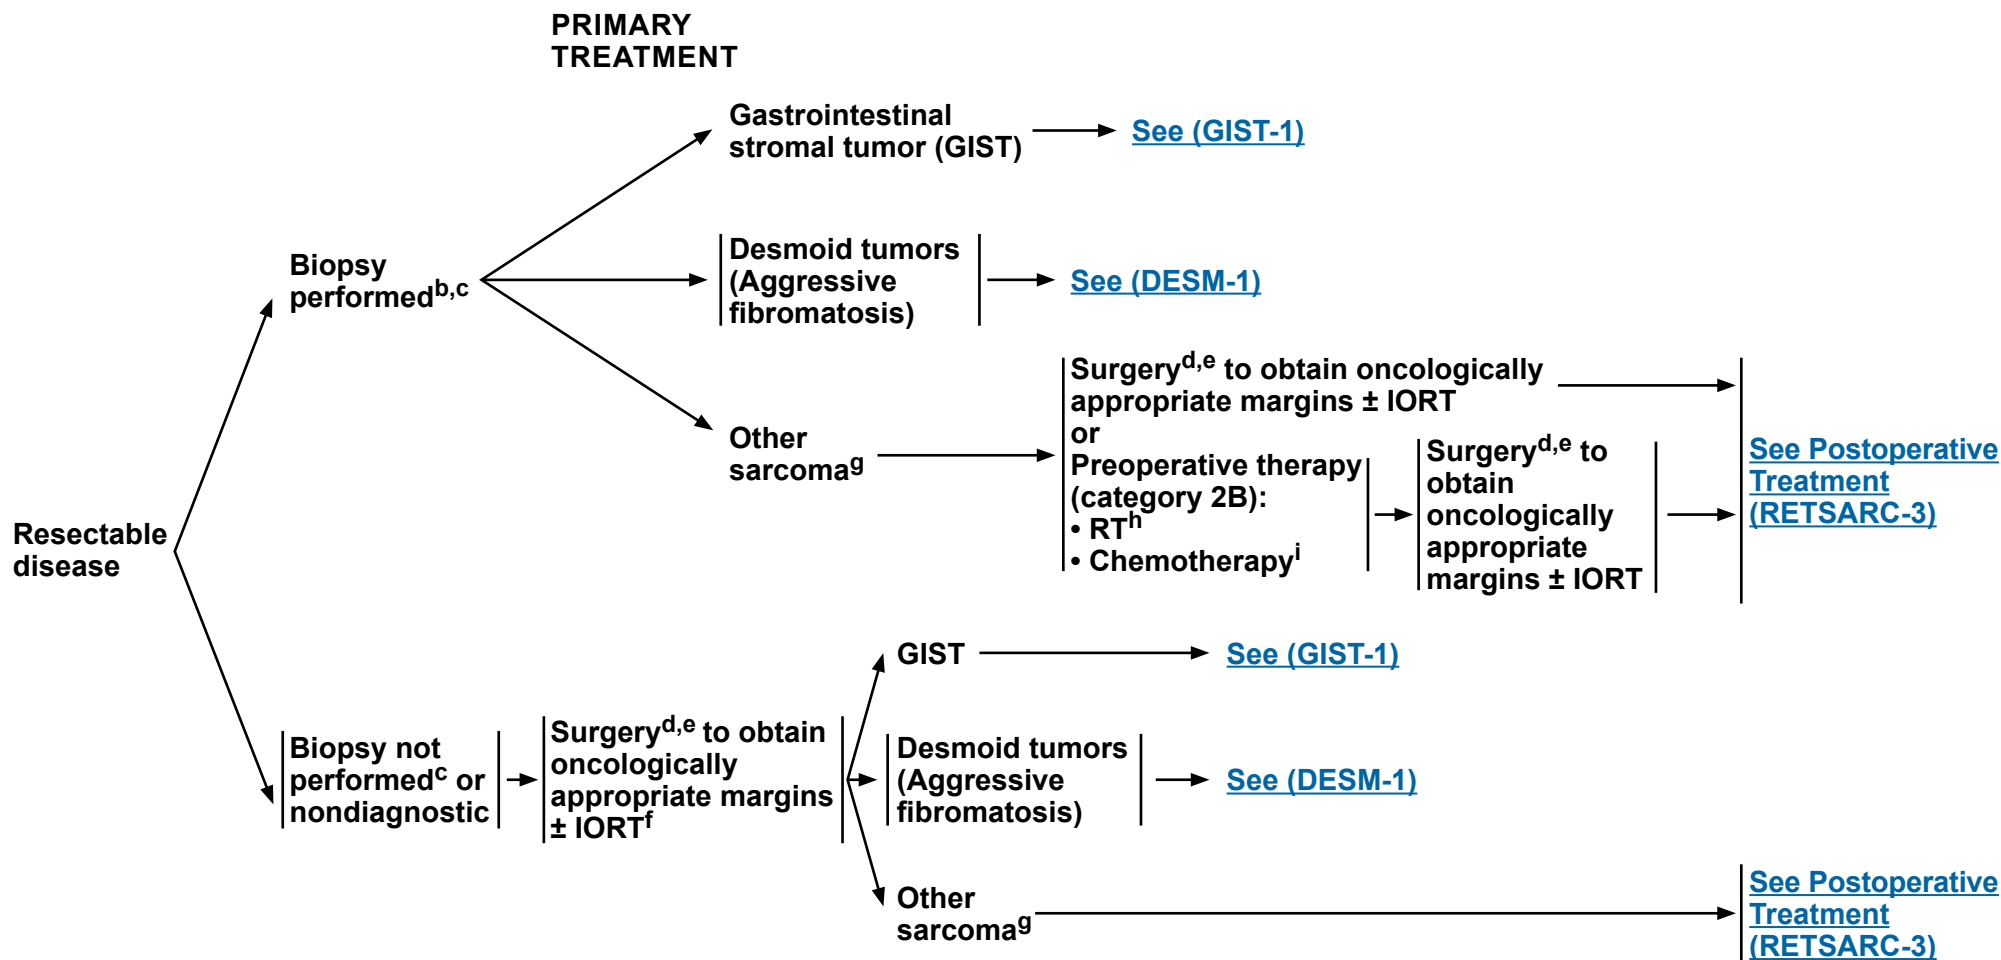 PRIMARY
TREATMENT
Gastrointestinal
stromal tumor (GIST)
See (GIST-1)
Biopsy
performedb,c
Desmoid tumors
(Aggressive
fibromatosis)
See (DESM-1)
Other
sarcomag
Surgeryd,e to obtain oncologically
appropriate margins ± IORT
or
Preoperative therapy
(category 2B):
• RTh
• Chemotherapyi
Surgeryd,e to
obtain
oncologically
appropriate
margins ± IORT
See Postoperative
Treatment
(RETSARC-3)
Resectable
disease
Biopsy not
performedc or
nondiagnostic
Surgeryd,e to obtain
oncologically
appropriate margins
± IORTf
GIST
See (GIST-1)
Desmoid tumors
(Aggressive
fibromatosis)
See (DESM-1)
Other
sarcomag
See Postoperative
Treatment
(RETSARC-3)